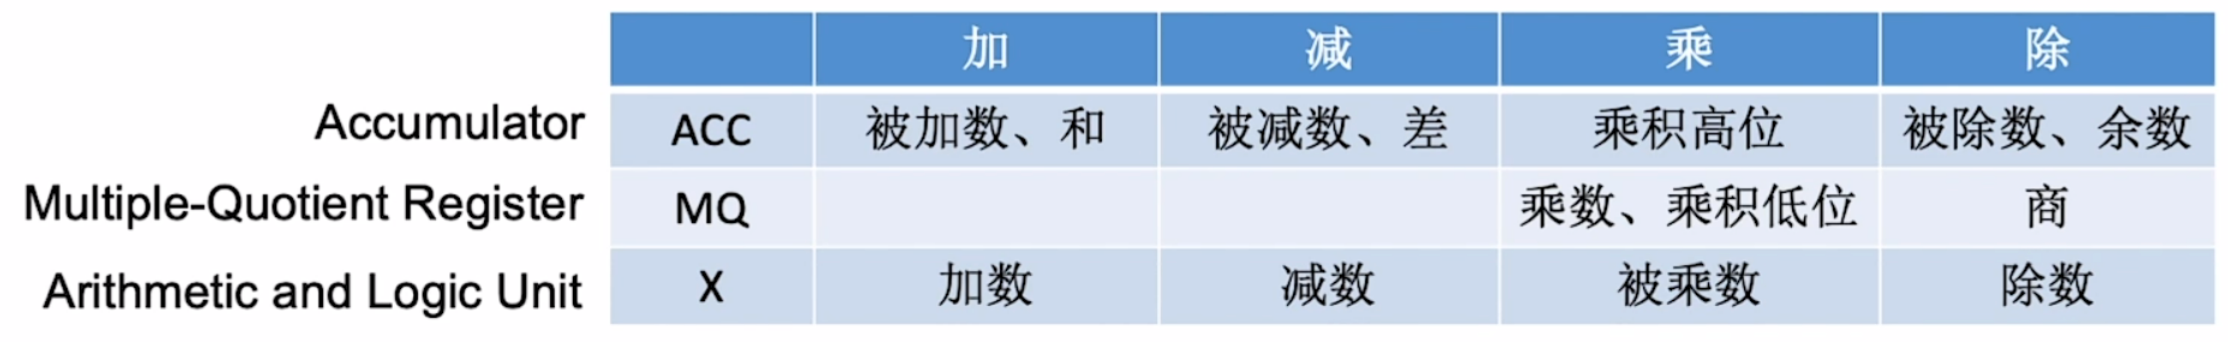 加 减 乘 除
Accumulator ACC 被加数、和 被减数、差 乘积高位 被除数、余数
Multiple-Quotient Register MQ 乘数、乘积低位 商
Arithmetic and Logic Unit X 加数 减数 被乘数 除数